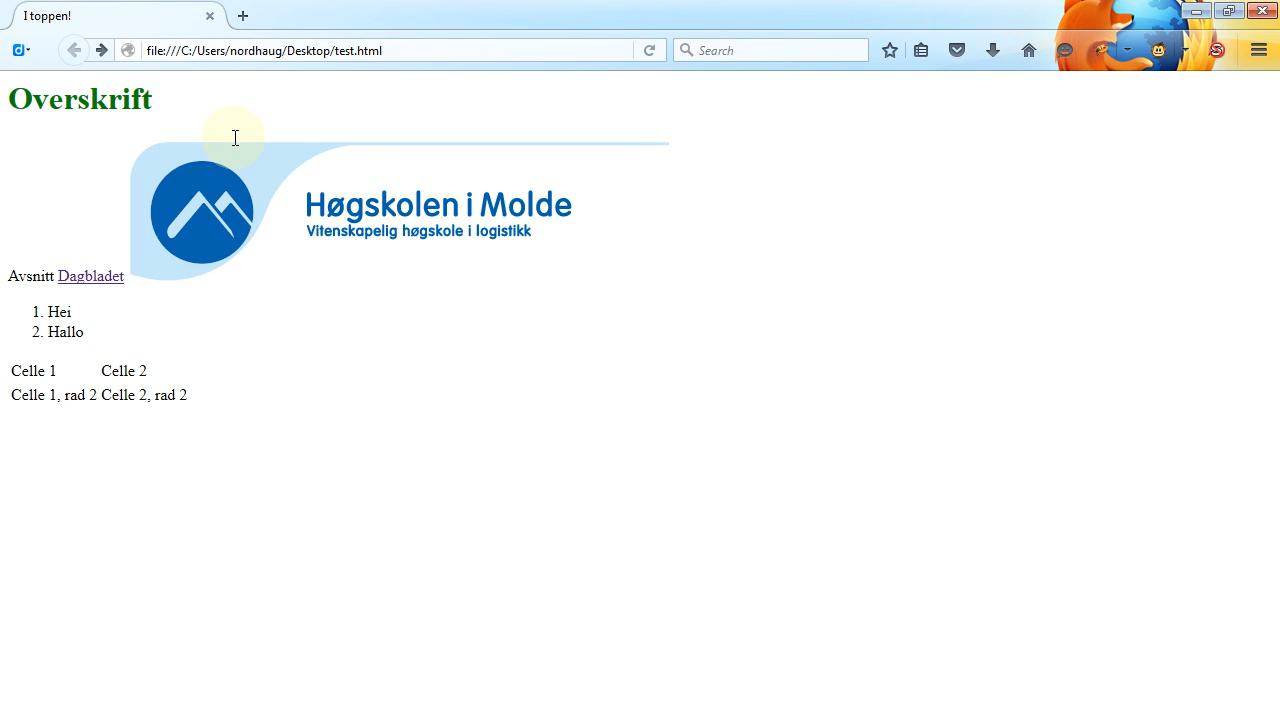 I toppen!
file:///C:/Users/nordhaug/Desktop/test.html
Search
Overskrift
Høgskolen i Molde
Vitenskapelig høgskole i logistikk
Avsnitt Dagbladet
1. Hei
2. Hallo
Celle 1 Celle 2
Celle 1, rad 2 Celle 2, rad 2